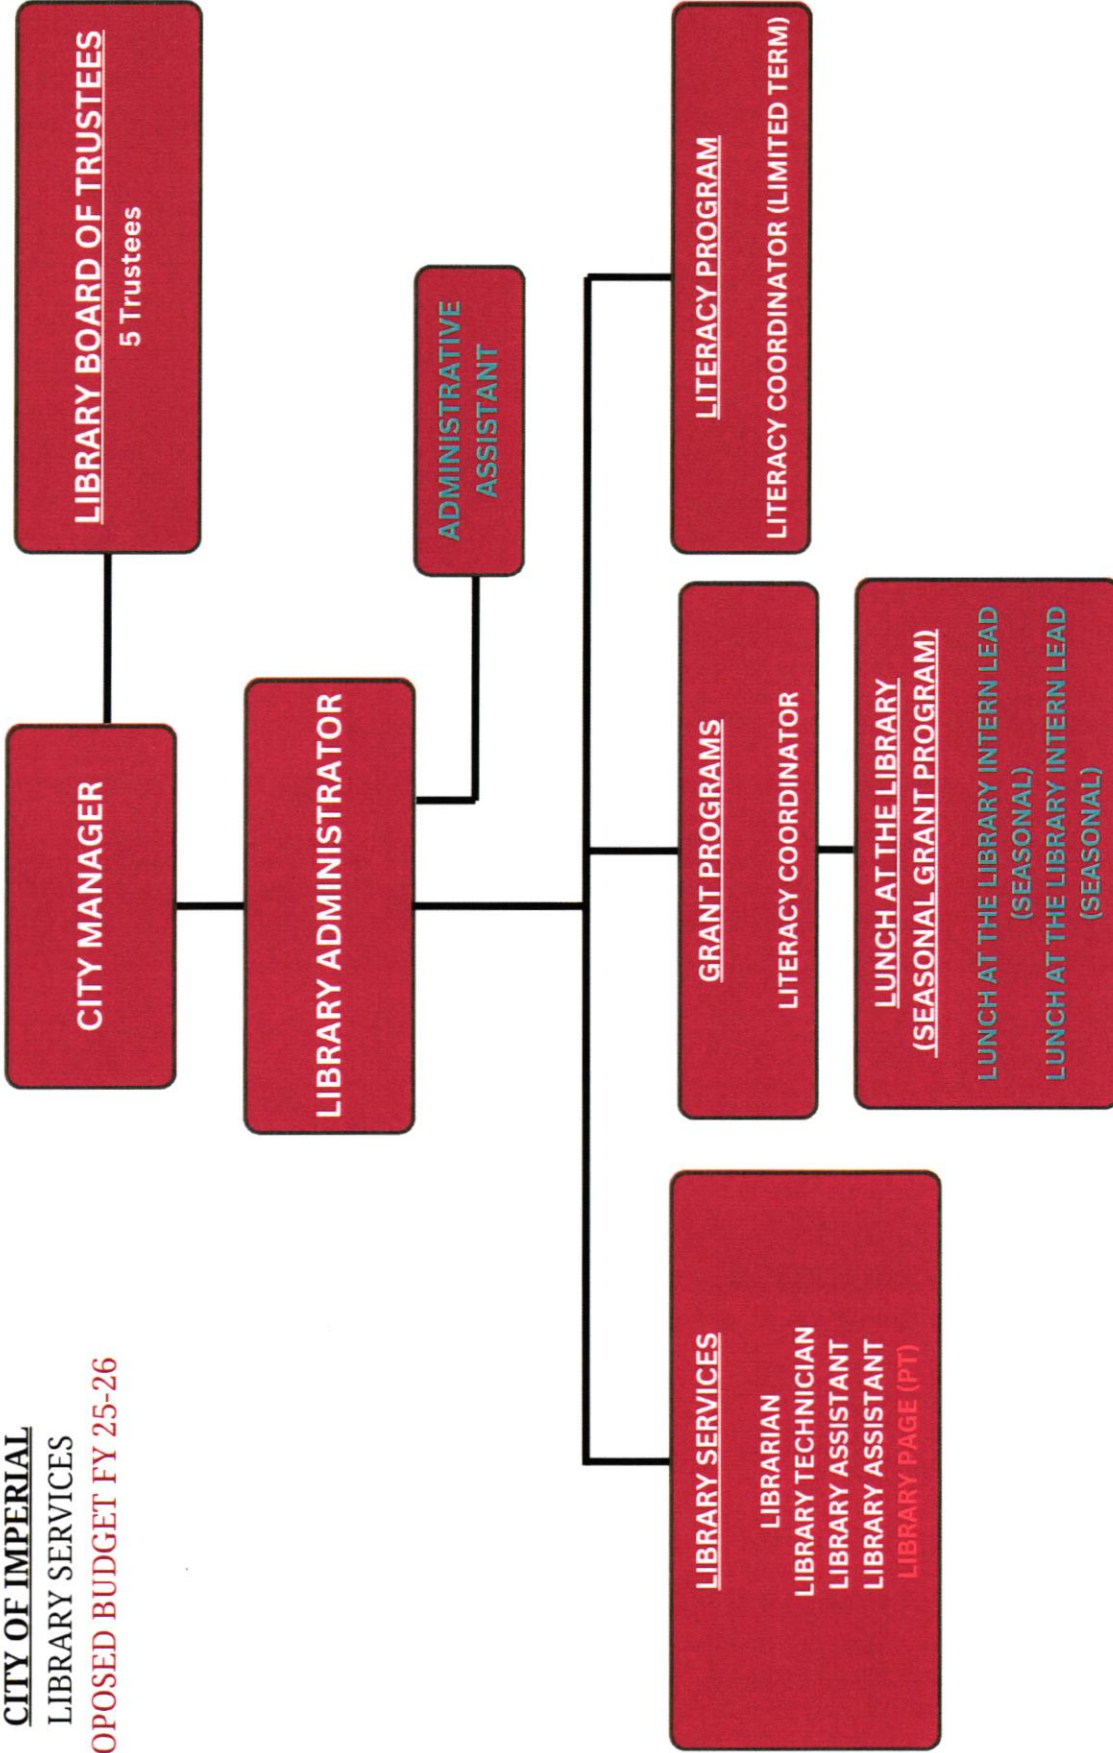 CITY OF IMPERIAL
LIBRARY SERVICES
OPOSED BUDGET FY 25-26
CITY MANAGER
LIBRARY BOARD OF TRUSTEES
5 Trustees
LIBRARY ADMINISTRATOR
ADMINISTRATIVE
ASSISTANT
LIBRARY SERVICES
LIBRARIAN
LIBRARY TECHNICIAN
LIBRARY ASSISTANT
LIBRARY ASSISTANT
LIBRARY PAGE (PT)
GRANT PROGRAMS
LITERACY COORDINATOR
LUNCH AT THE LIBRARY
(SEASONAL GRANT PROGRAM)
LUNCH AT THE LIBRARY INTERN LEAD
(SEASONAL)
LUNCH AT THE LIBRARY INTERN LEAD
(SEASONAL)
LITERACY PROGRAM
LITERACY COORDINATOR (LIMITED TERM)